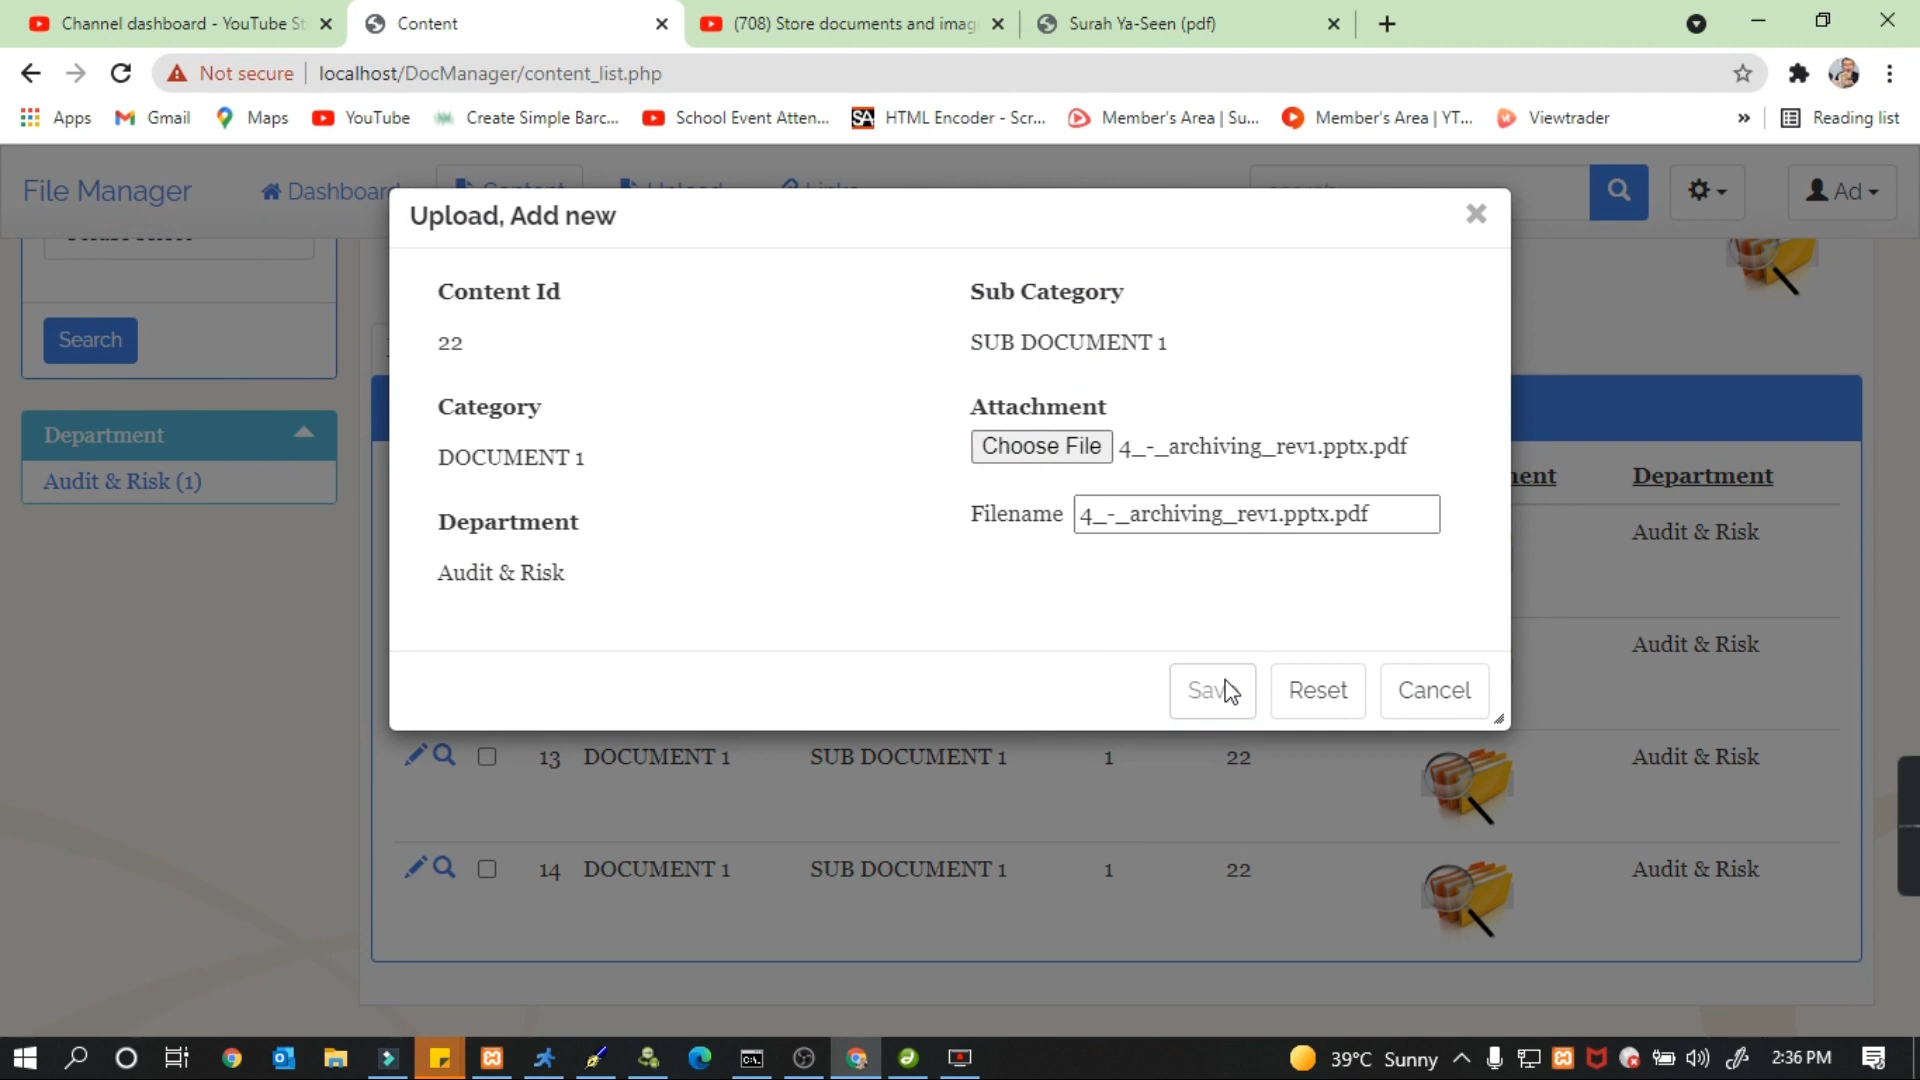 Channel dashboard - YouTube St
Content
(708) Store documents and imag
Surah Ya-Seen (pdf)
Not secure
localhost/DocManager/content_list.php
Apps
Gmail
Maps
YouTube
Create Simple Barc...
School Event Atten...
SA
HTML Encoder - Scr...
Member's Area | Su...
Member's Area | YT...
Viewtrader
»
Reading list
File Manager
Dashboard
Content
Upload
Links
search
Ad
Upload, Add new
Content Id
Sub Category
22
SUB DOCUMENT 1
Search
Category
Attachment
Choose File 4_-_archiving_rev1.pptx.pdf
Department
DOCUMENT 1
Audit & Risk (1)
Department
Filename 4_-_archiving_rev1.pptx.pdf
Department
Audit & Risk
Audit & Risk
Audit & Risk
Reset
Cancel
13 DOCUMENT 1 SUB DOCUMENT 1 1 22 Audit & Risk
14 DOCUMENT 1 SUB DOCUMENT 1 1 22 Audit & Risk
39°C Sunny
2:36 PM